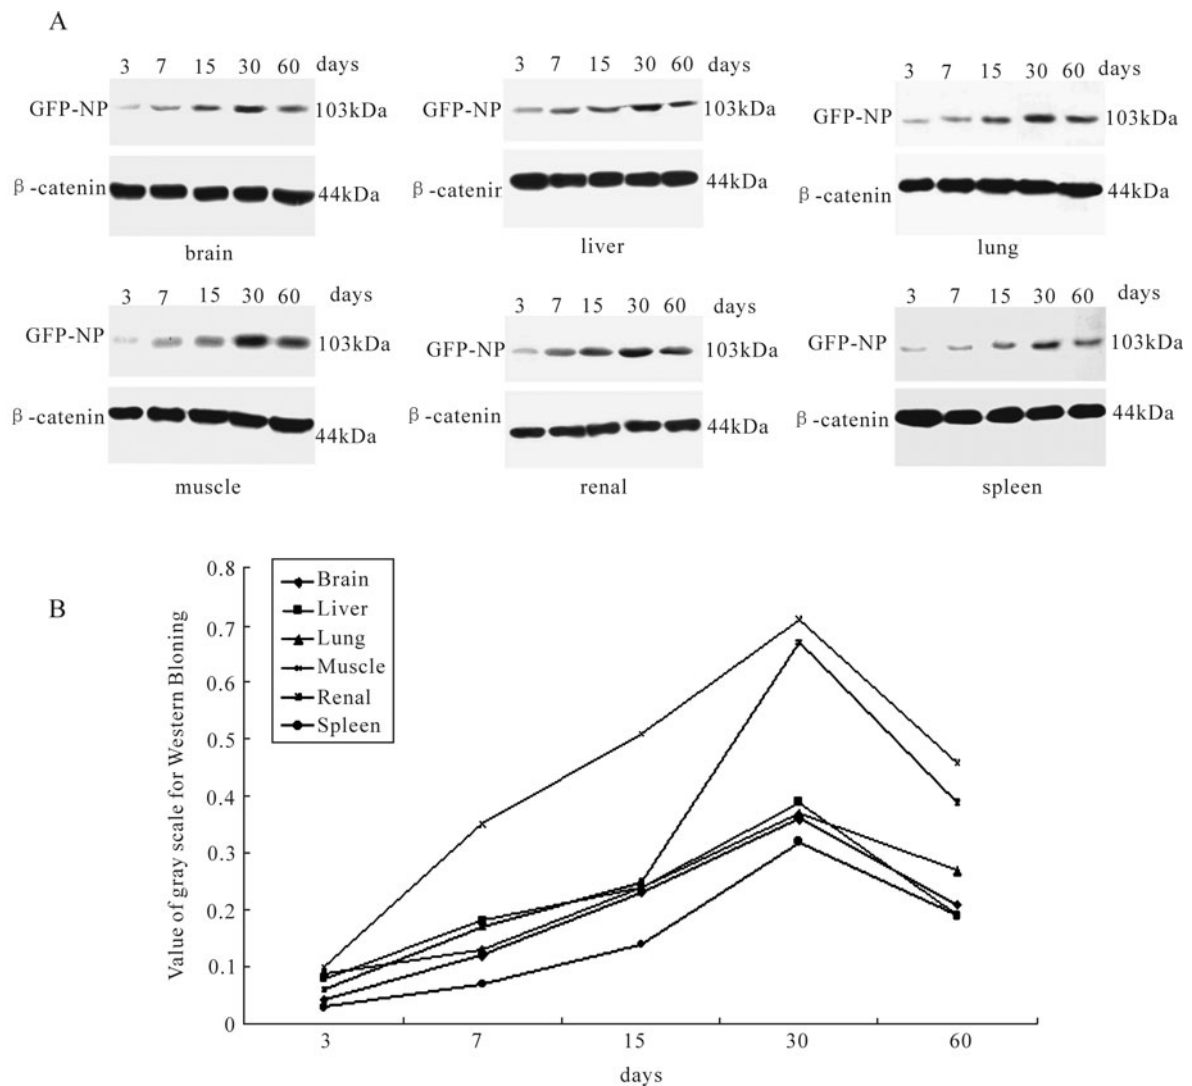 A
3 7 15 30 60 days
GFP-NP 103kDa
β-catenin 44kDa
brain
3 7 15 30 60 days
GFP-NP 103kDa
β-catenin 44kDa
liver
3 7 15 30 60 days
GFP-NP 103kDa
β-catenin 44kDa
lung
3 7 15 30 60 days
GFP-NP 103kDa
β-catenin 44kDa
muscle
3 7 15 30 60 days
GFP-NP 103kDa
β-catenin 44kDa
renal
3 7 15 30 60 days
GFP-NP 103kDa
β-catenin 44kDa
spleen
B
Value of gray scale for Western Bloning
0.8
0.7
0.6
0.5
0.4
0.3
0.2
0.1
0
Brain
Liver
Lung
Muscle
Renal
Spleen
3 7 15 30 60
days